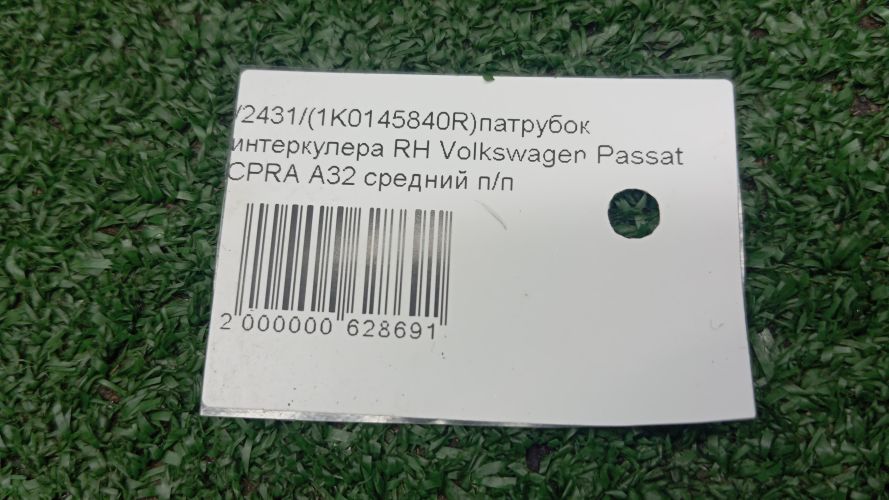 /2431/(1K0145840R)патрубок
интеркулера RH Volkswagen Passat
CPRA A32 средний п/п
2 000000 628691